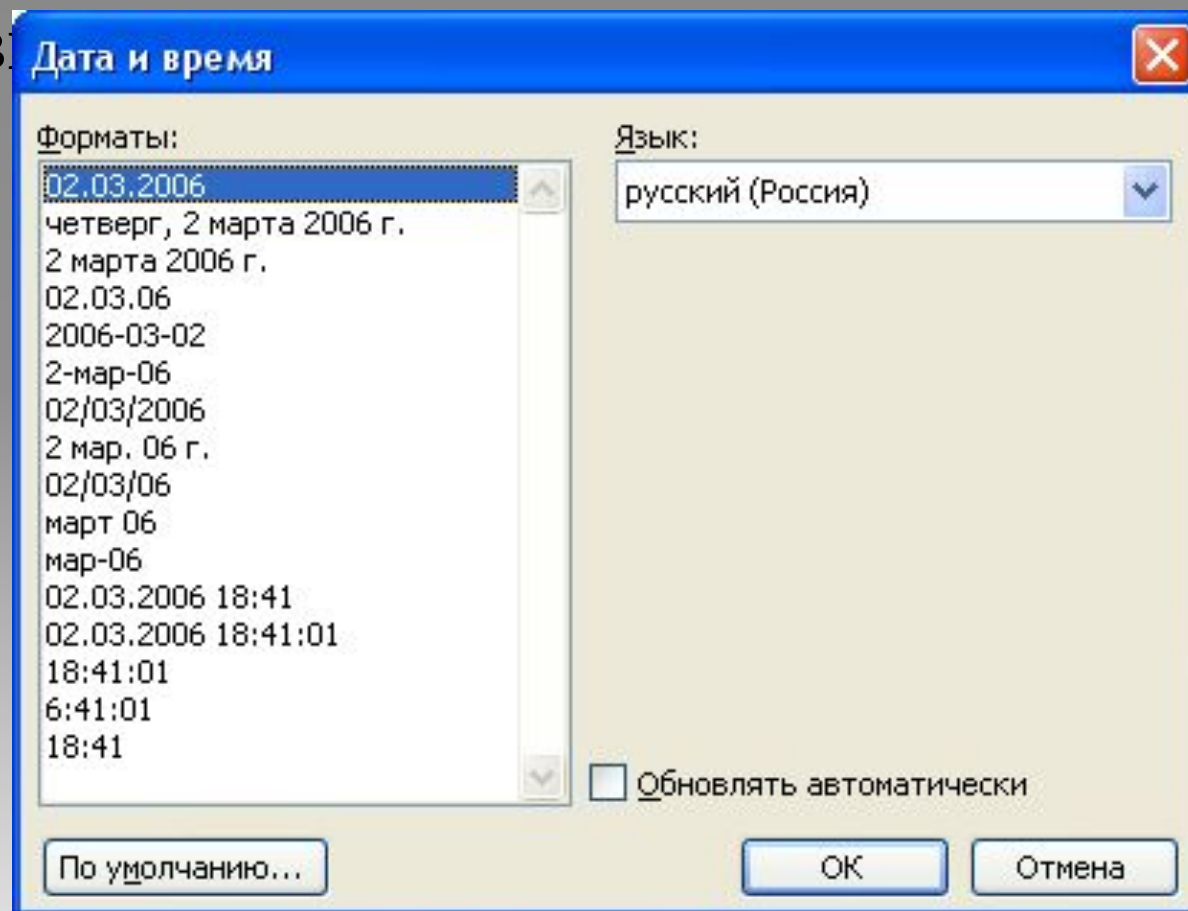 Дата и время
Форматы:
02.03.2006
четверг, 2 марта 2006 г.
2 марта 2006 г.
02.03.06
2006-03-02
2-мар-06
02/03/2006
2 мар. 06 г.
02/03/06
март 06
мар-06
02.03.2006 18:41
02.03.2006 18:41:01
18:41:01
6:41:01
18:41
Язык:
русский (Россия)
Обновлять автоматически
По умолчанию...
ОК
Отмена